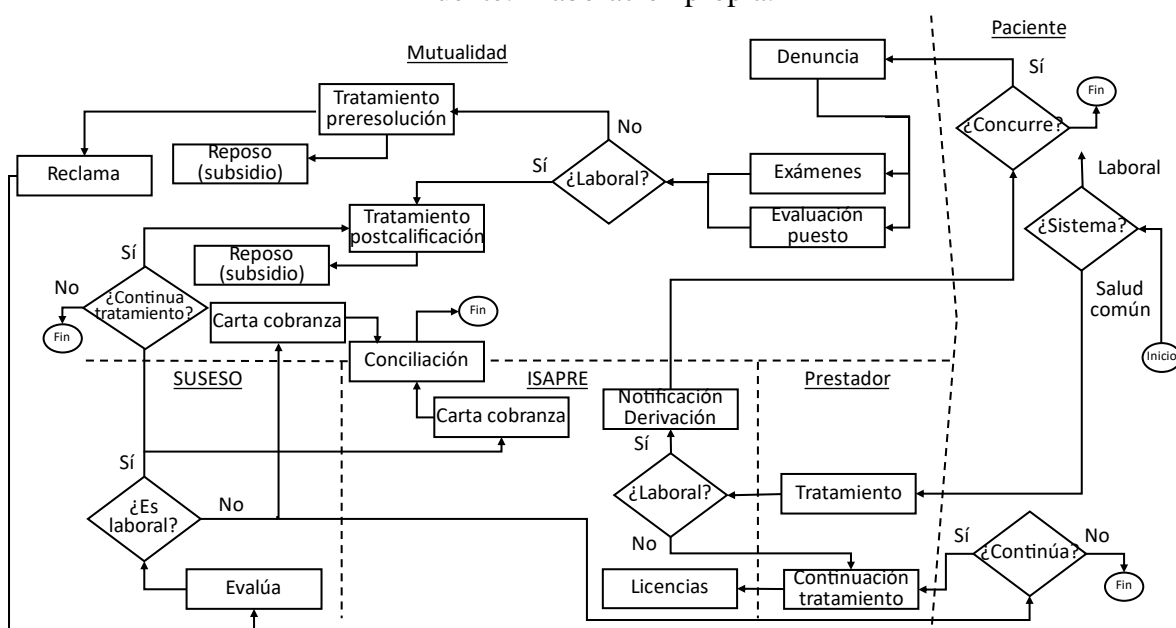 Paciente
Mutualidad
Denuncia
Sí
Fin
¿Concurre?
Tratamiento
preresolución
No
Reposo
(subsidio)
Reclama
Sí
¿Laboral?
Exámenes
Evaluación
puesto
Laboral
¿Sistema?
Tratamiento
postcalificación
Sí
Reposo
(subsidio)
No
¿Continua
tratamiento?
Fin
Carta cobranza
Fin
Salud
común
Inicio
Conciliación
SUSESO
ISAPRE
Prestador
Notificación
Derivación
Carta cobranza
Sí
Sí
¿Laboral?
Tratamiento
¿Es
laboral?
No
No
Sí
¿Continúa?
No
Fin
Evalúa
Licencias
Continuación
tratamiento